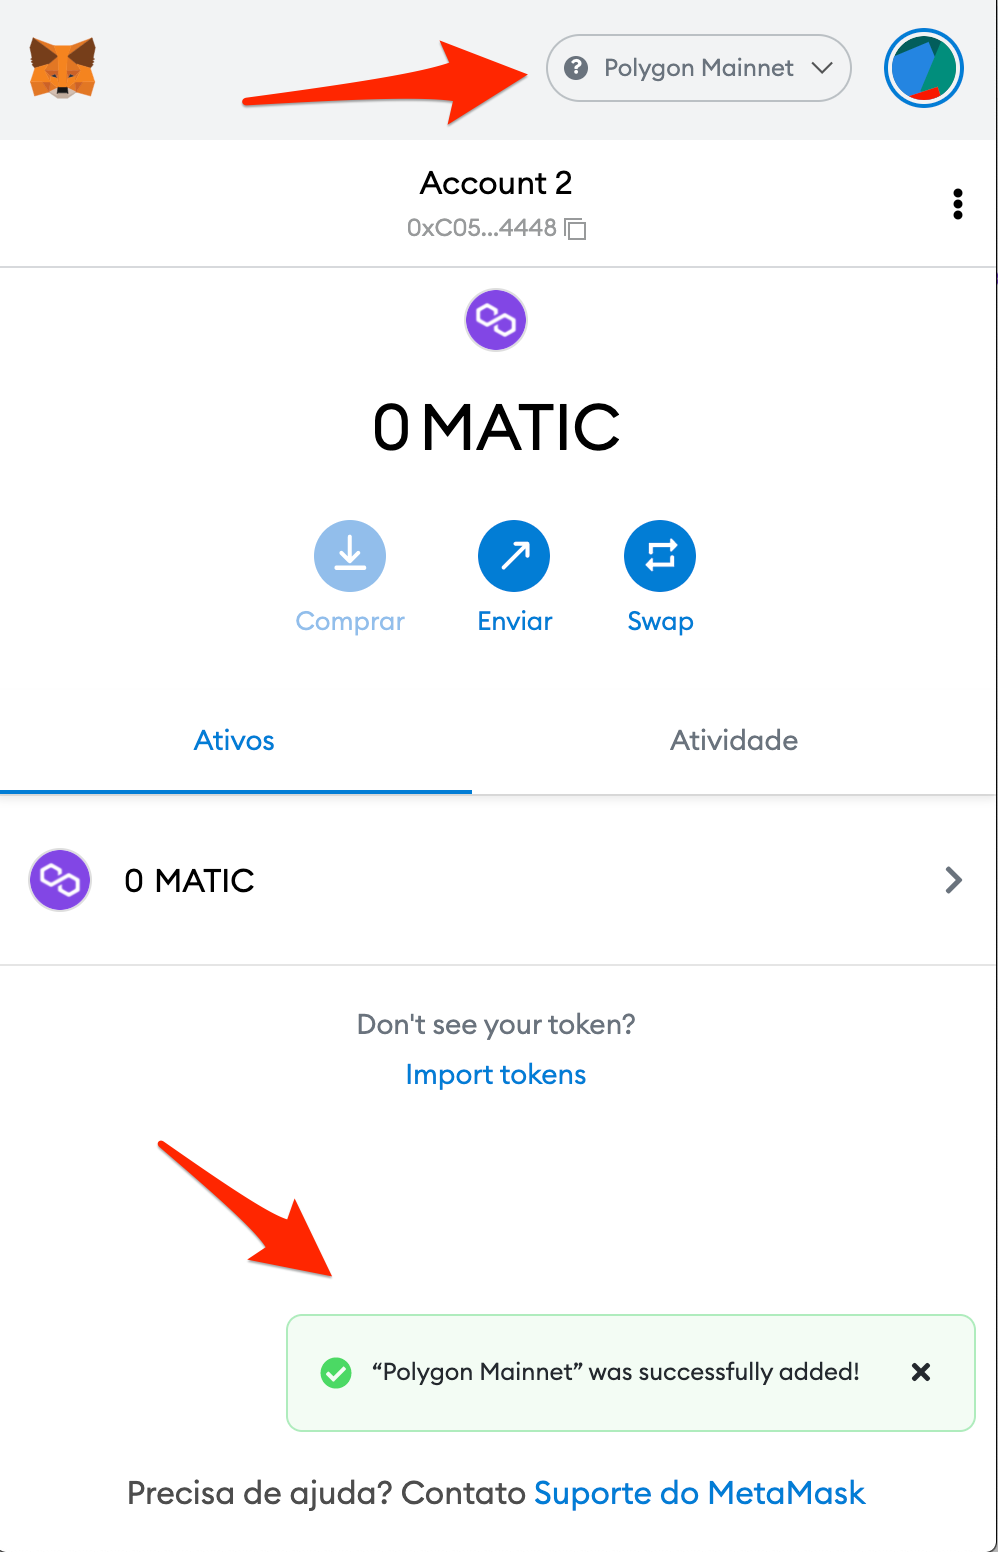 Polygon Mainnet
Account 2
0xC05...4448
0 MATIC
Comprar Enviar Swap
Ativos Atividade
0 MATIC
Don't see your token?
Import tokens
“Polygon Mainnet” was successfully added!
Precisa de ajuda? Contato Suporte do MetaMask